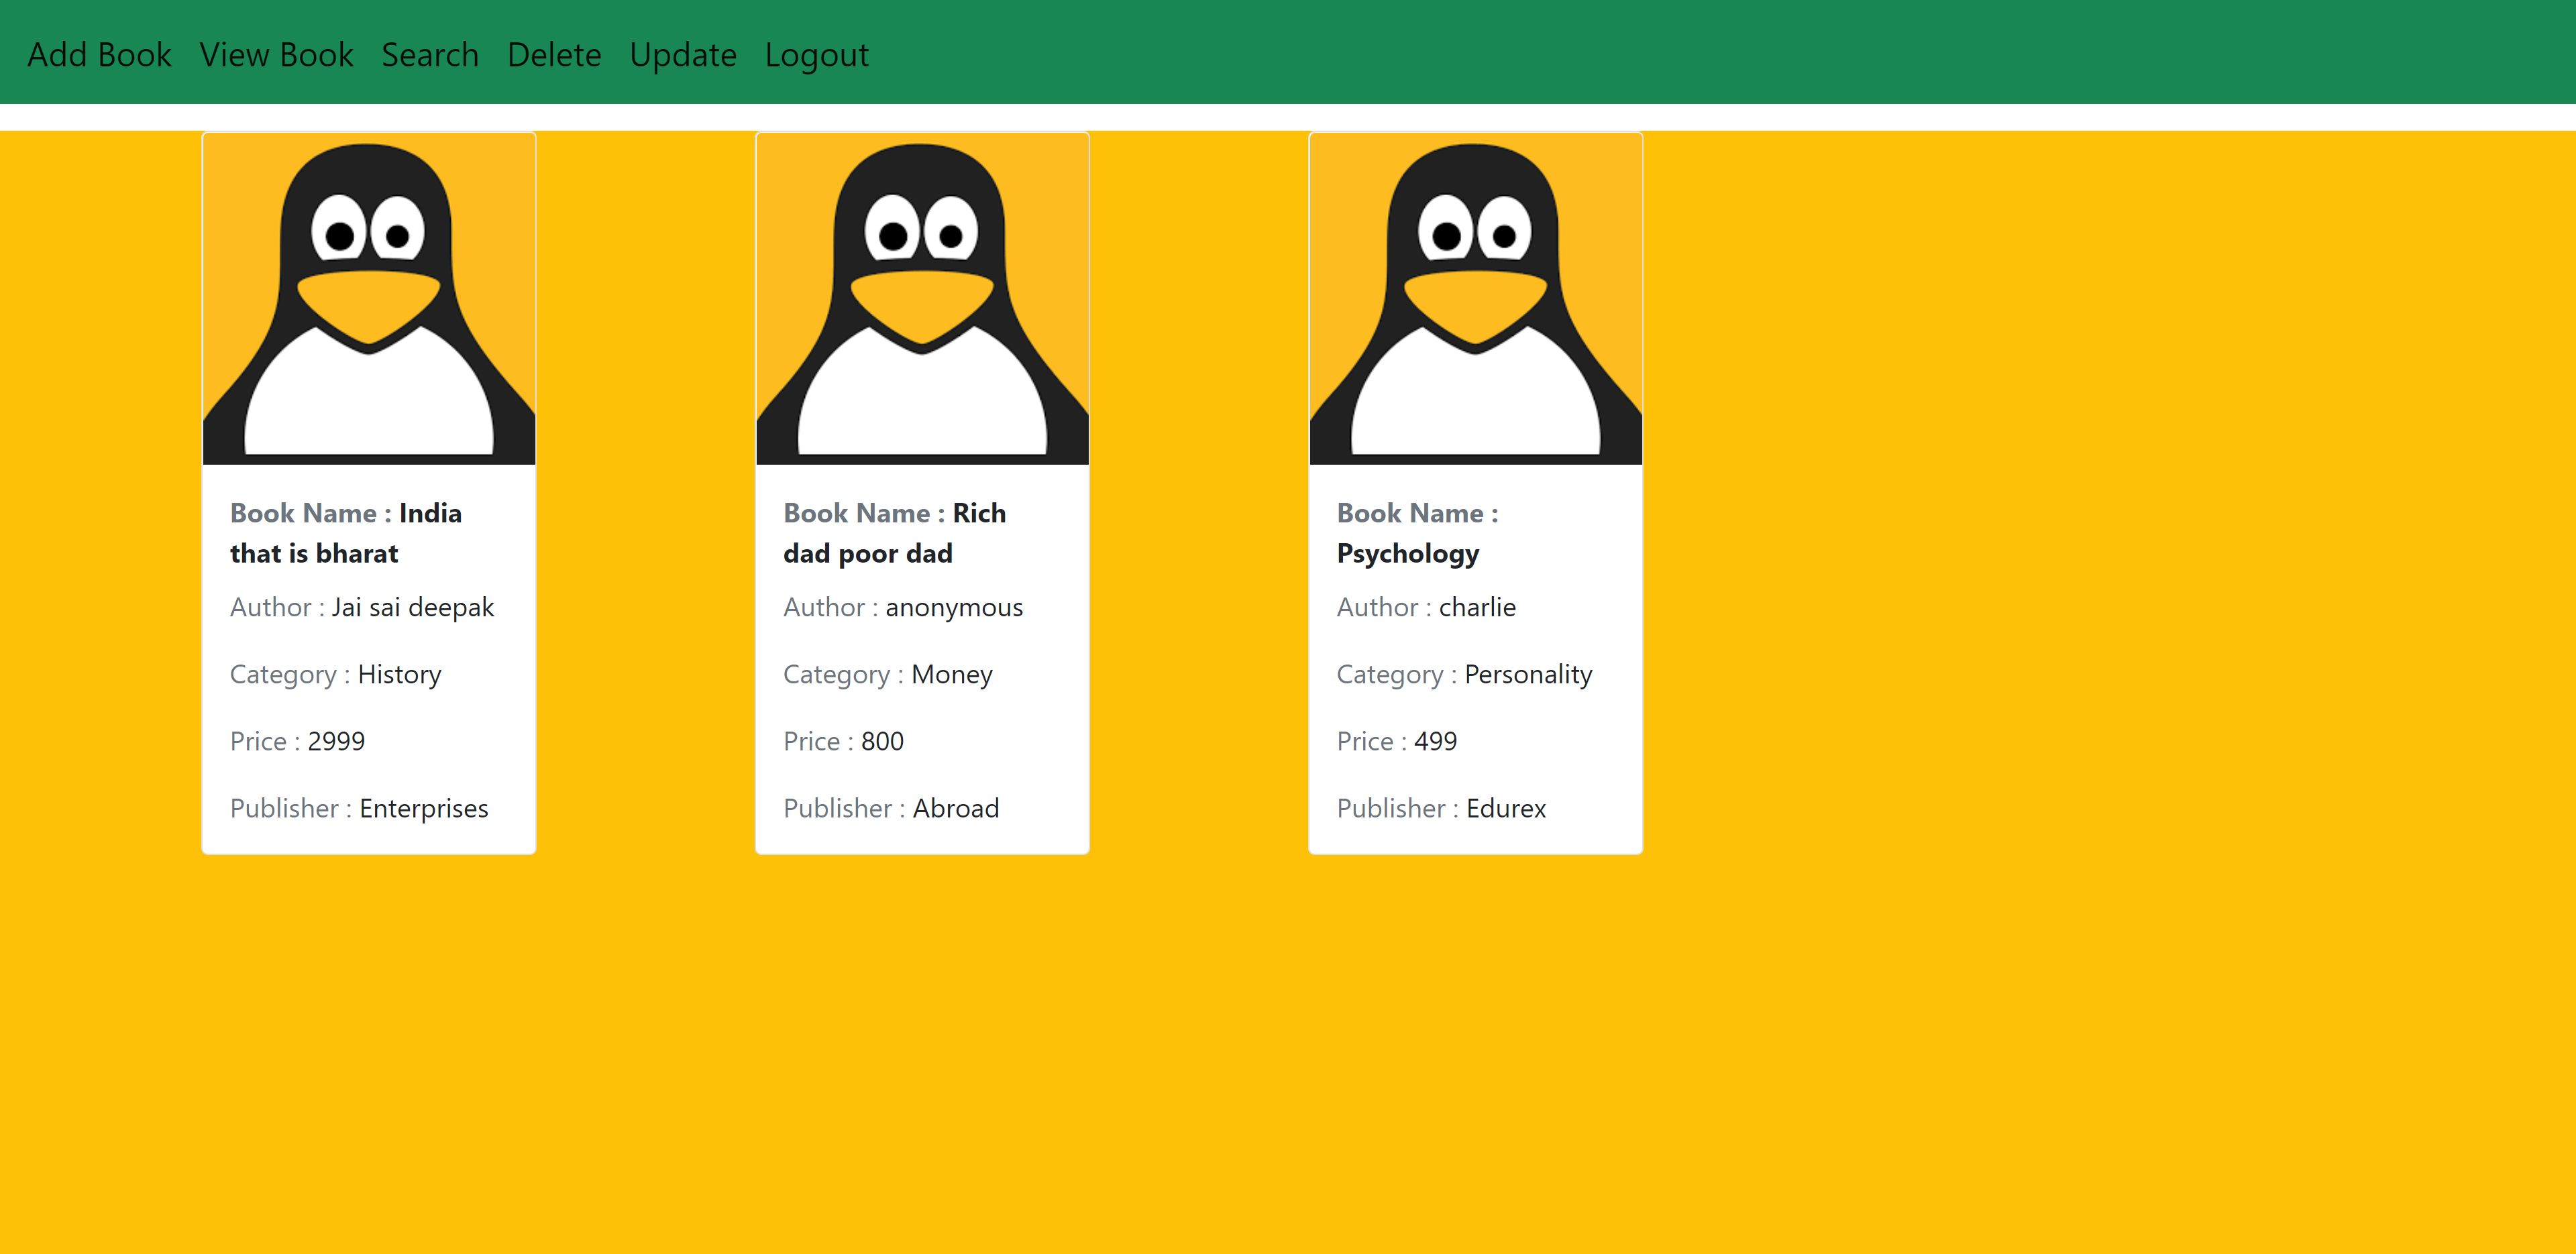 Add Book View Book Search Delete Update Logout
Book Name : India
that is bharat
Author : Jai sai deepak
Category : History
Price : 2999
Publisher : Enterprises
Book Name : Rich
dad poor dad
Author : anonymous
Category : Money
Price : 800
Publisher : Abroad
Book Name :
Psychology
Author : charlie
Category : Personality
Price : 499
Publisher : Edurex